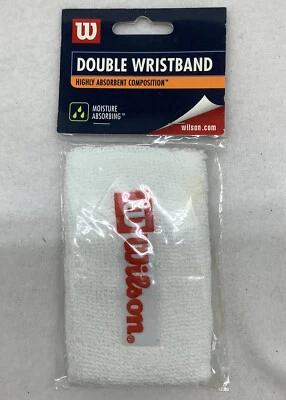 W
DOUBLE WRISTBAND
HIGHLY ABSORBENT COMPOSITION™
MOISTURE
ABSORBING™
wilson.com
W Wilson®